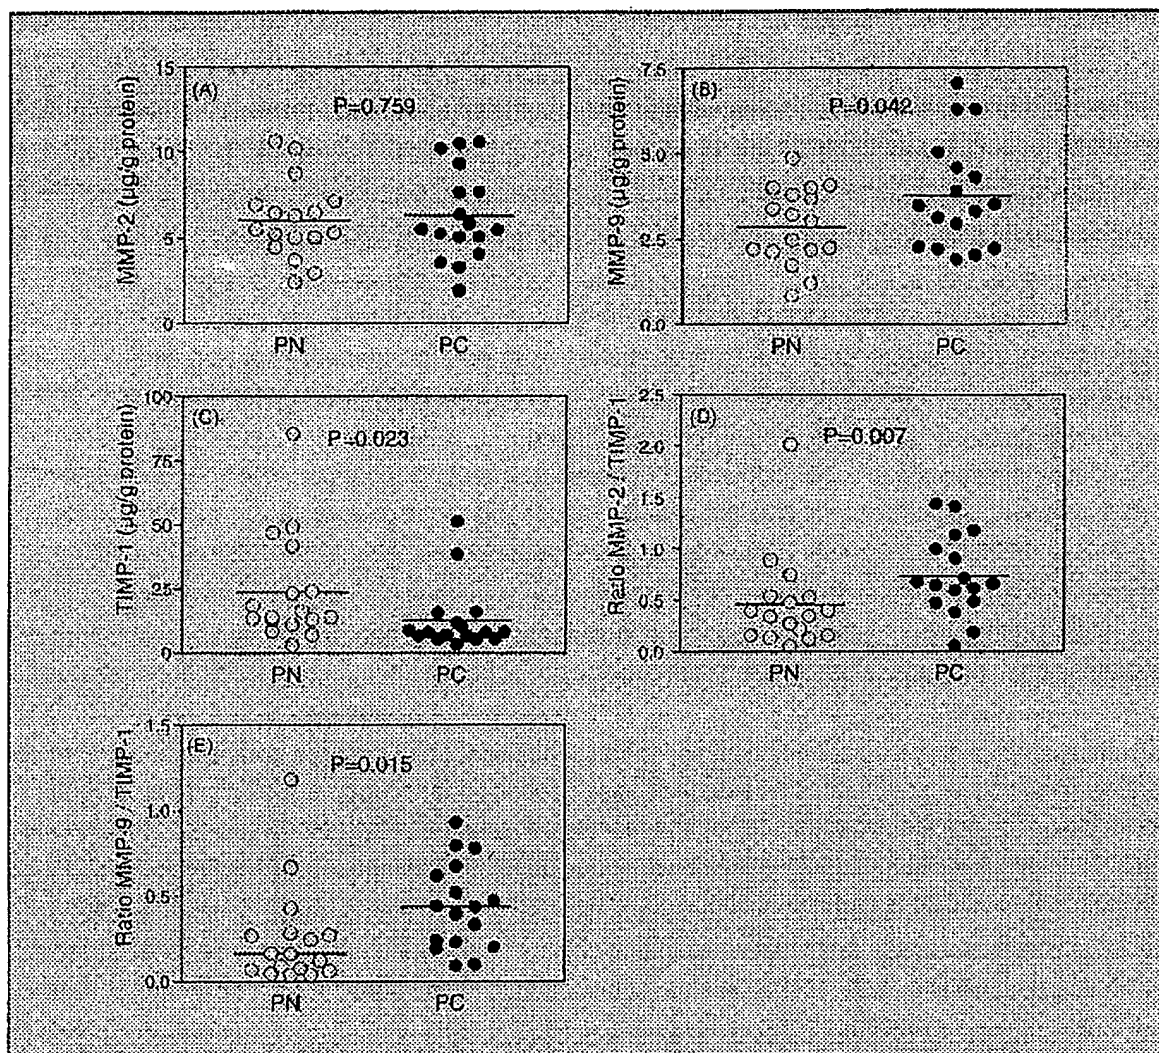 (A)
P=0.759
MMP-2 (µg/g protein)
15
10
5
0
PN PC
(B)
P=0.042
MMP-9 (µg/g protein)
7.5
5.0
2.5
0.0
PN PC
(C)
P=0.023
TIMP-1 (µg/g protein)
100
75
50
25
0
PN PC
(D)
P=0.007
Ratio MMP-2 / TIMP-1
2.5
2.0
1.5
1.0
0.5
0.0
PN PC
(E)
P=0.015
Ratio MMP-9 / TIMP-1
1.5
1.0
0.5
0.0
PN PC